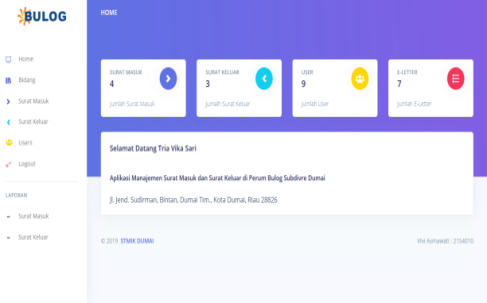 BULOG
Home
Bidang
Surat Masuk
Surat Keluar
Users
Logout
LAPORAN
Surat Masuk
Surat Keluar
HOME
SURAT MASUK
4
Jumlah Surat Masuk
SURAT KELUAR
3
Jumlah Surat Keluar
USER
9
Jumlah User
E-LETTER
7
Jumlah E-Letter
Selamat Datang Tria Vika Sari
Aplikasi Manajemen Surat Masuk dan Surat Keluar di Perum Bulog Subdivre Dumai
Jl. Jend. Sudirman, Bintan, Dumai Tim., Kota Dumai, Riau 28826
© 2019 STMIK DUMAI
: 2154010